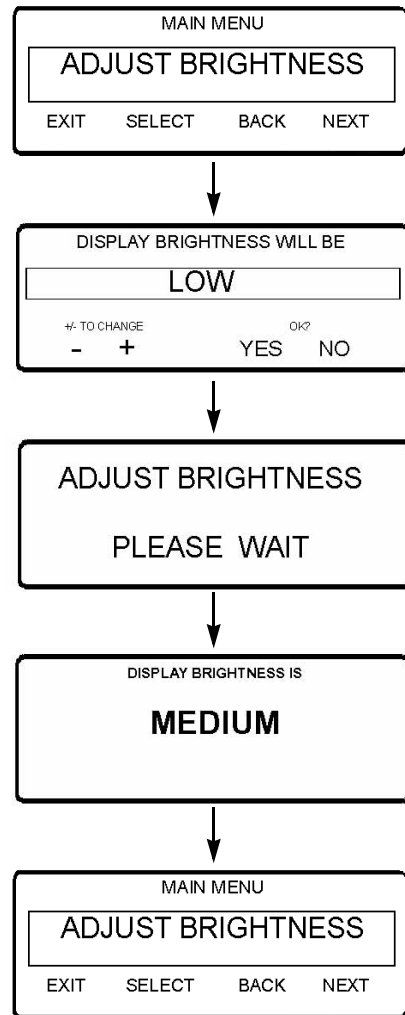 MAIN MENU
ADJUST BRIGHTNESS
EXIT SELECT BACK NEXT
DISPLAY BRIGHTNESS WILL BE
LOW
+/- TO CHANGE OK?
- + YES NO
ADJUST BRIGHTNESS
PLEASE WAIT
DISPLAY BRIGHTNESS IS
MEDIUM
MAIN MENU
ADJUST BRIGHTNESS
EXIT SELECT BACK NEXT